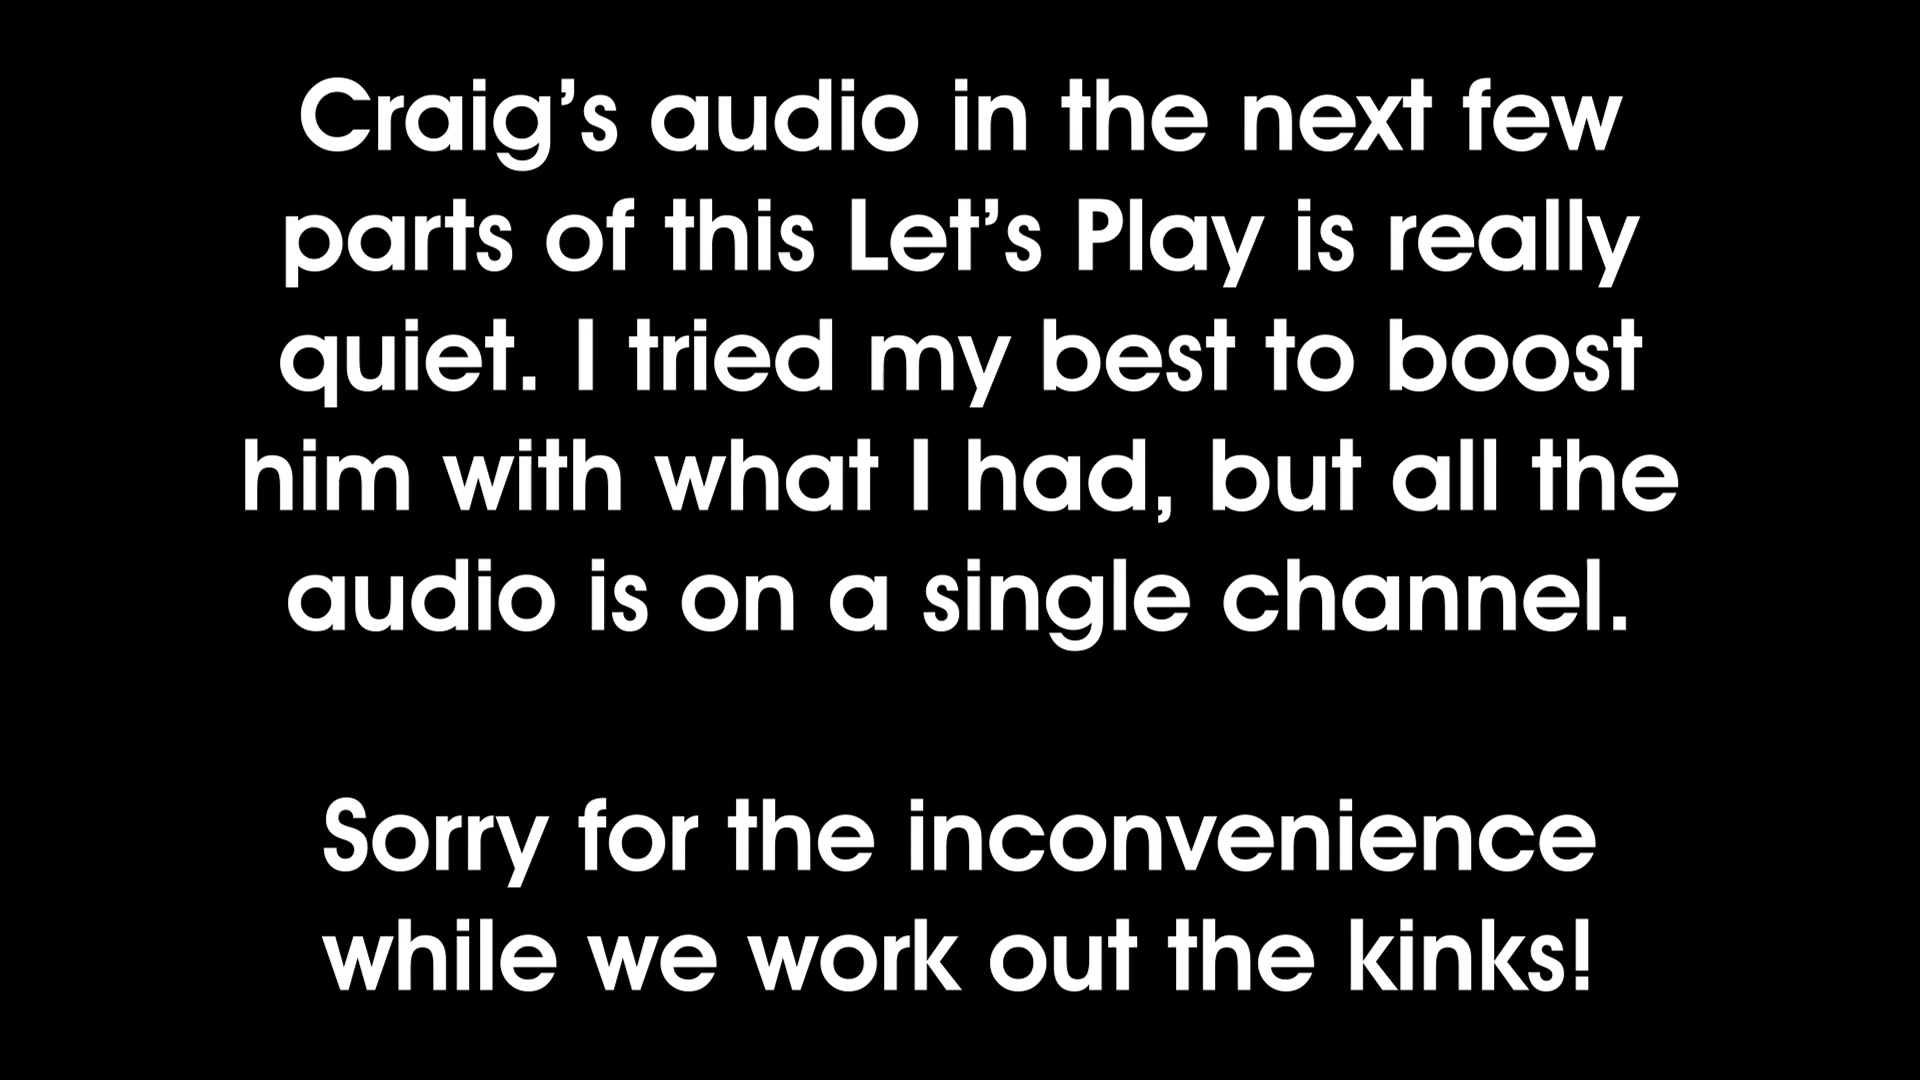 Craig’s audio in the next few
parts of this Let’s Play is really
quiet. I tried my best to boost
him with what I had, but all the
audio is on a single channel.
Sorry for the inconvenience
while we work out the kinks!